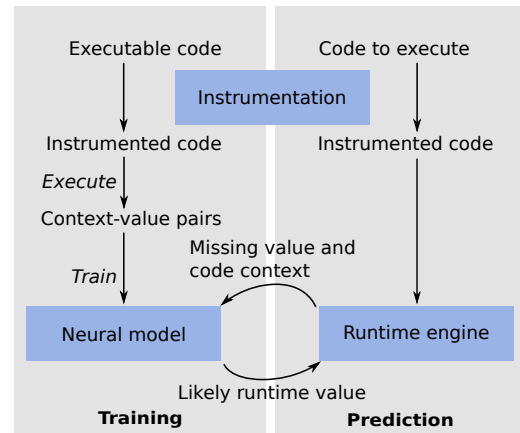 Executable code
Code to execute
Instrumentation
Instrumented code
Instrumented code
Execute
Context-value pairs
Missing value and
code context
Train
Neural model
Runtime engine
Likely runtime value
Training
Prediction